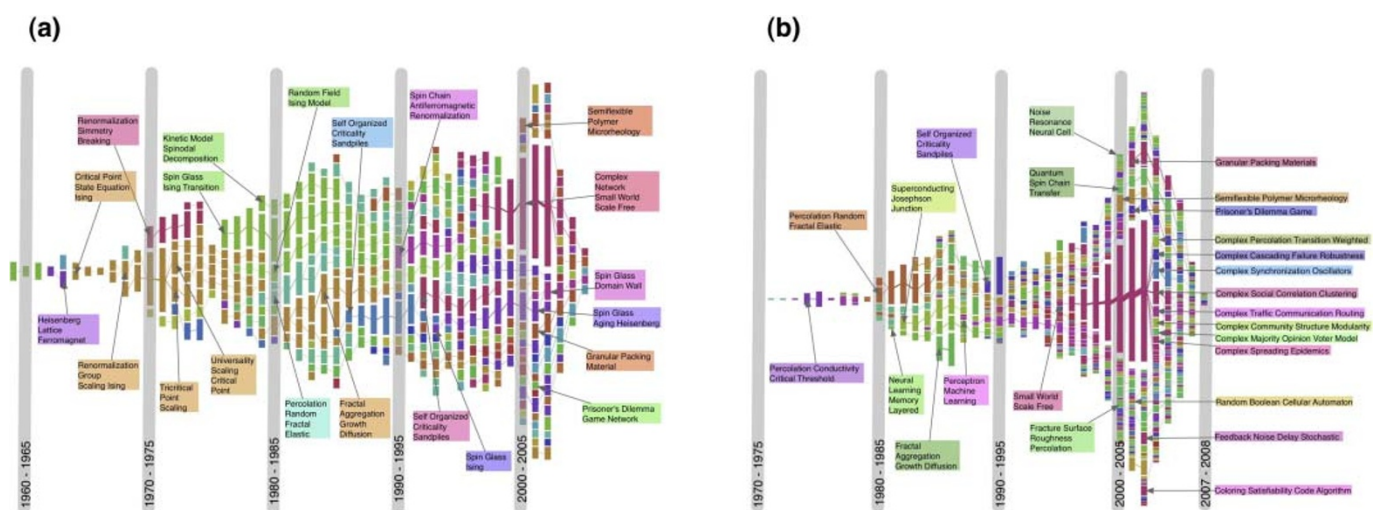 (a)
Renormalization
Simmetry
Breaking
Critical Point
State Equation
Ising
Kinetic Model
Spinodal
Decomposition
Spin Glass
Ising Transition
Random Field
Ising Model
Self Organized
Criticality
Sandpiles
Spin Chain
Antiferromagnetic
Renormalization
Semiflexible
Polymer
Microrheology
Complex
Network
Small World
Scale Free
Spin Glass
Domain Wall
Spin Glass
Aging Heisenberg
Granular Packing
Material
Prisoner's Dilemma
Game Network
Heisenberg
Lattice
Ferromagnet
Renormalization
Group
Scaling Ising
Tricritical
Point
Scaling
Universality
Scaling
Critical
Point
Percolation
Random
Fractal
Elastic
Fractal
Aggregation
Growth
Diffusion
Self Organized
Criticality
Sandpiles
Spin Glass
Ising
1960 - 1965
1970 - 1975
1980 - 1985
1990 - 1995
2000 - 2005
(b)
Percolation Random
Fractal Elastic
Superconducting
Josephson
Junction
Self Organized
Criticality
Sandpiles
Noise
Resonance
Neural Cell
Quantum
Spin Chain
Transfer
Granular Packing Materials
Semiflexible Polymer Microrheology
Prisoner's Dilemma Game
Complex Percolation Transition Weighted
Complex Cascading Failure Robustness
Complex Synchronization Oscillators
Complex Social Correlation Clustering
Complex Traffic Communication Routing
Complex Community Structure Modularity
Complex Majority Opinion Voter Model
Complex Spreading Epidemics
Random Boolean Cellular Automaton
Feedback Noise Delay Stochastic
Coloring Satisfiability Code Algorithm
Percolation Conductivity
Critical Threshold
Neural
Learning
Memory
Layered
Fractal
Aggregation
Growth Diffusion
Perceptron
Machine
Learning
Small World
Scale Free
Fracture Surface
Roughness
Percolation
1970 - 1975
1980 - 1985
1990 - 1995
2000 - 2005
2007 - 2008